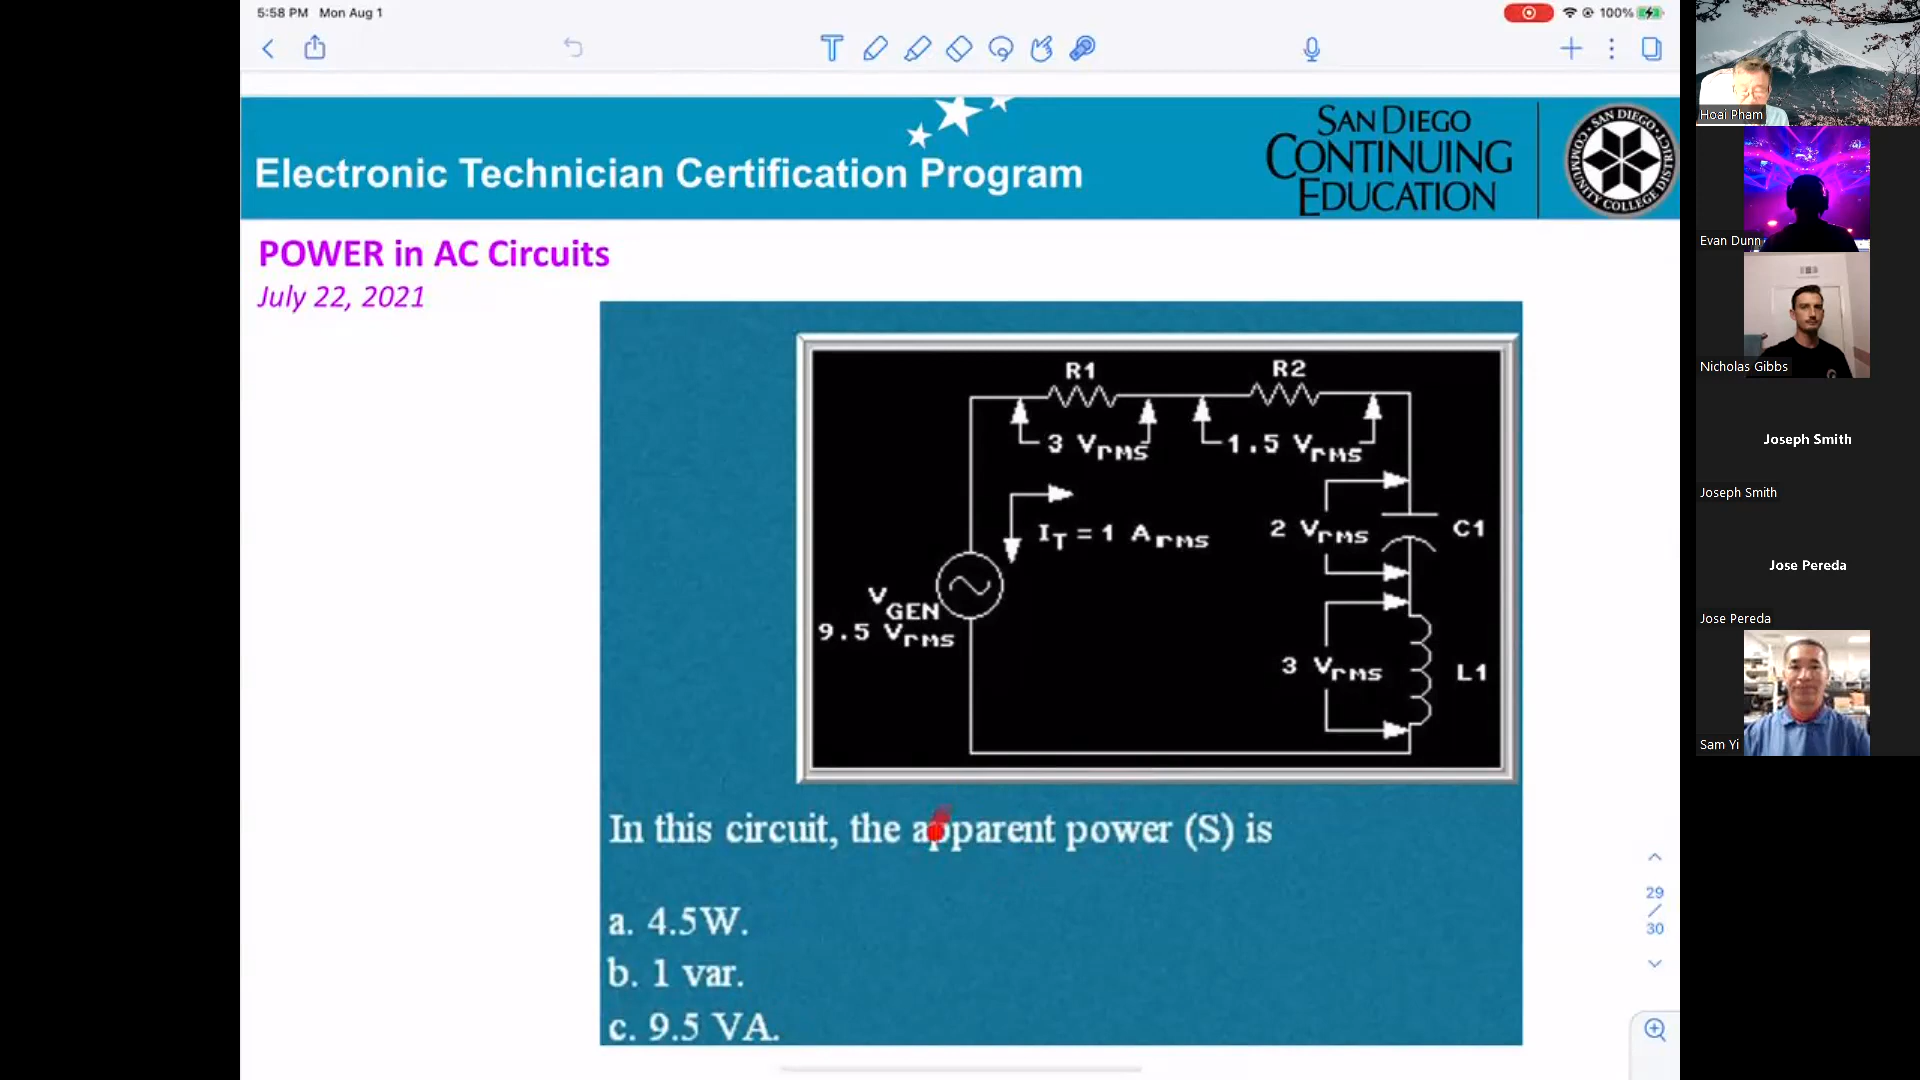 5:58 PM Mon Aug 1
100%
Electronic Technician Certification Program
SAN DIEGO
CONTINUING
EDUCATION
SAN DIEGO COMMUNITY COLLEGE DISTRICT
POWER in AC Circuits
July 22, 2021
R1
R2
3 Vrms
1.5 Vrms
IT = 1 Arms
2 Vrms
C1
VGEN
9.5 Vrms
3 Vrms
L1
In this circuit, the apparent power (S) is
a. 4.5W.
b. 1 var.
c. 9.5 VA.
29
/
30
Hoai Pham
Evan Dunn
Nicholas Gibbs
Joseph Smith
Joseph Smith
Jose Pereda
Jose Pereda
Sam Yi